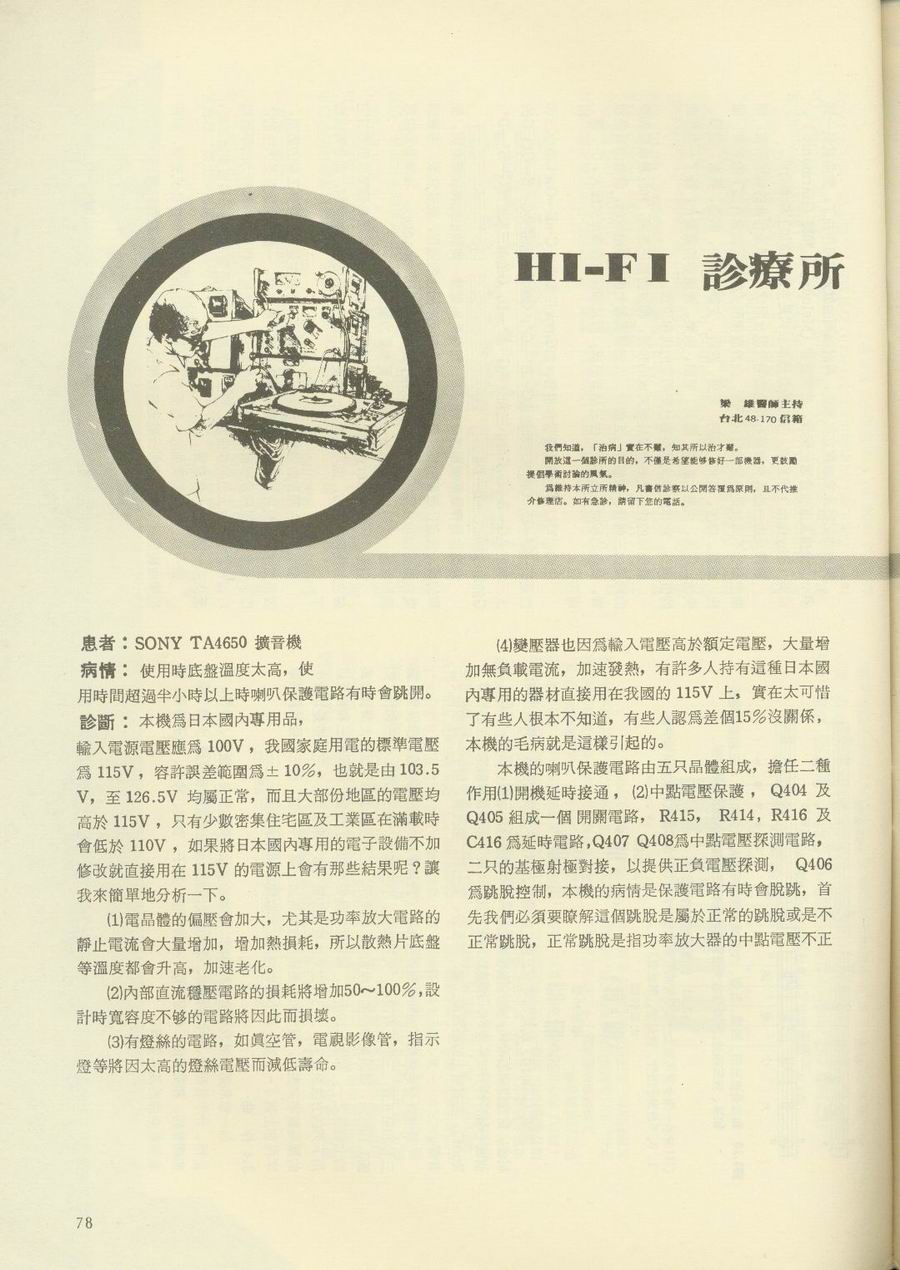 HI-FI 診療所
梁 雄醫師主持
台北48-170信箱
我們知道，「治病」實在不難，知其所以治才難。
開放這一個診所的目的，不僅是希望能够修好一部機器，更鼓勵
提倡學術討論的風氣。
爲維持本所立所精神，凡書信診察以公開答覆爲原則，且不代推
介修理店。如有急診，請留下您的電話。
患者：SONY TA4650 擴音機
病情： 使用時底盤溫度太高，使
用時間超過半小時以上時喇叭保護電路有時會跳開。
診斷： 本機爲日本國內專用品，
輸入電源電壓應爲 100V ，我國家庭用電的標準電壓
爲 115V ，容許誤差範圍爲± 10%，也就是由 103.5
V，至 126.5V 均屬正常，而且大部份地區的電壓均
高於 115V ，只有少數密集住宅區及工業區在滿載時
會低於 110V ，如果將日本國內專用的電子設備不加
修改就直接用在 115V 的電源上會有那些結果呢？讓
我來簡單地分析一下。
(1)電晶體的偏壓會加大，尤其是功率放大電路的
靜止電流會大量增加，增加熱損耗，所以散熱片底盤
等溫度都會升高，加速老化。
(2)內部直流穩壓電路的損耗將增加50～100%，設
計時寬容度不够的電路將因此而損壞。
(3)有燈絲的電路，如眞空管，電視影像管，指示
燈等將因太高的燈絲電壓而減低壽命。
(4)變壓器也因爲輸入電壓高於額定電壓，大量增
加無負載電流，加速發熱，有許多人持有這種日本國
內專用的器材直接用在我國的 115V 上，實在太可惜
了有些人根本不知道，有些人認爲差個15%沒關係，
本機的毛病就是這樣引起的。
本機的喇叭保護電路由五只晶體組成，擔任二種
作用(1)開機延時接通，(2)中點電壓保護，Q404 及
Q405 組成一個 開關電路，R415， R414，R416 及
C416 爲延時電路，Q407 Q408爲中點電壓探測電路，
二只的基極射極對接，以提供正負電壓探測， Q406
爲跳脫控制，本機的病情是保護電路有時會脫跳，首
先我們必須要瞭解這個跳脫是屬於正常的跳脫或是不
正常跳脫，正常跳脫是指功率放大器的中點電壓不正
78